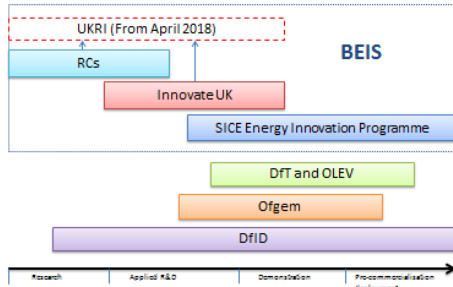 UKRI (From April 2018)
BEIS
RCs
Innovate UK
SICE Energy Innovation Programme
DfT and OLEV
Ofgem
DfID
Research
Applied R&D
Demonstration
Pre-commercialisation